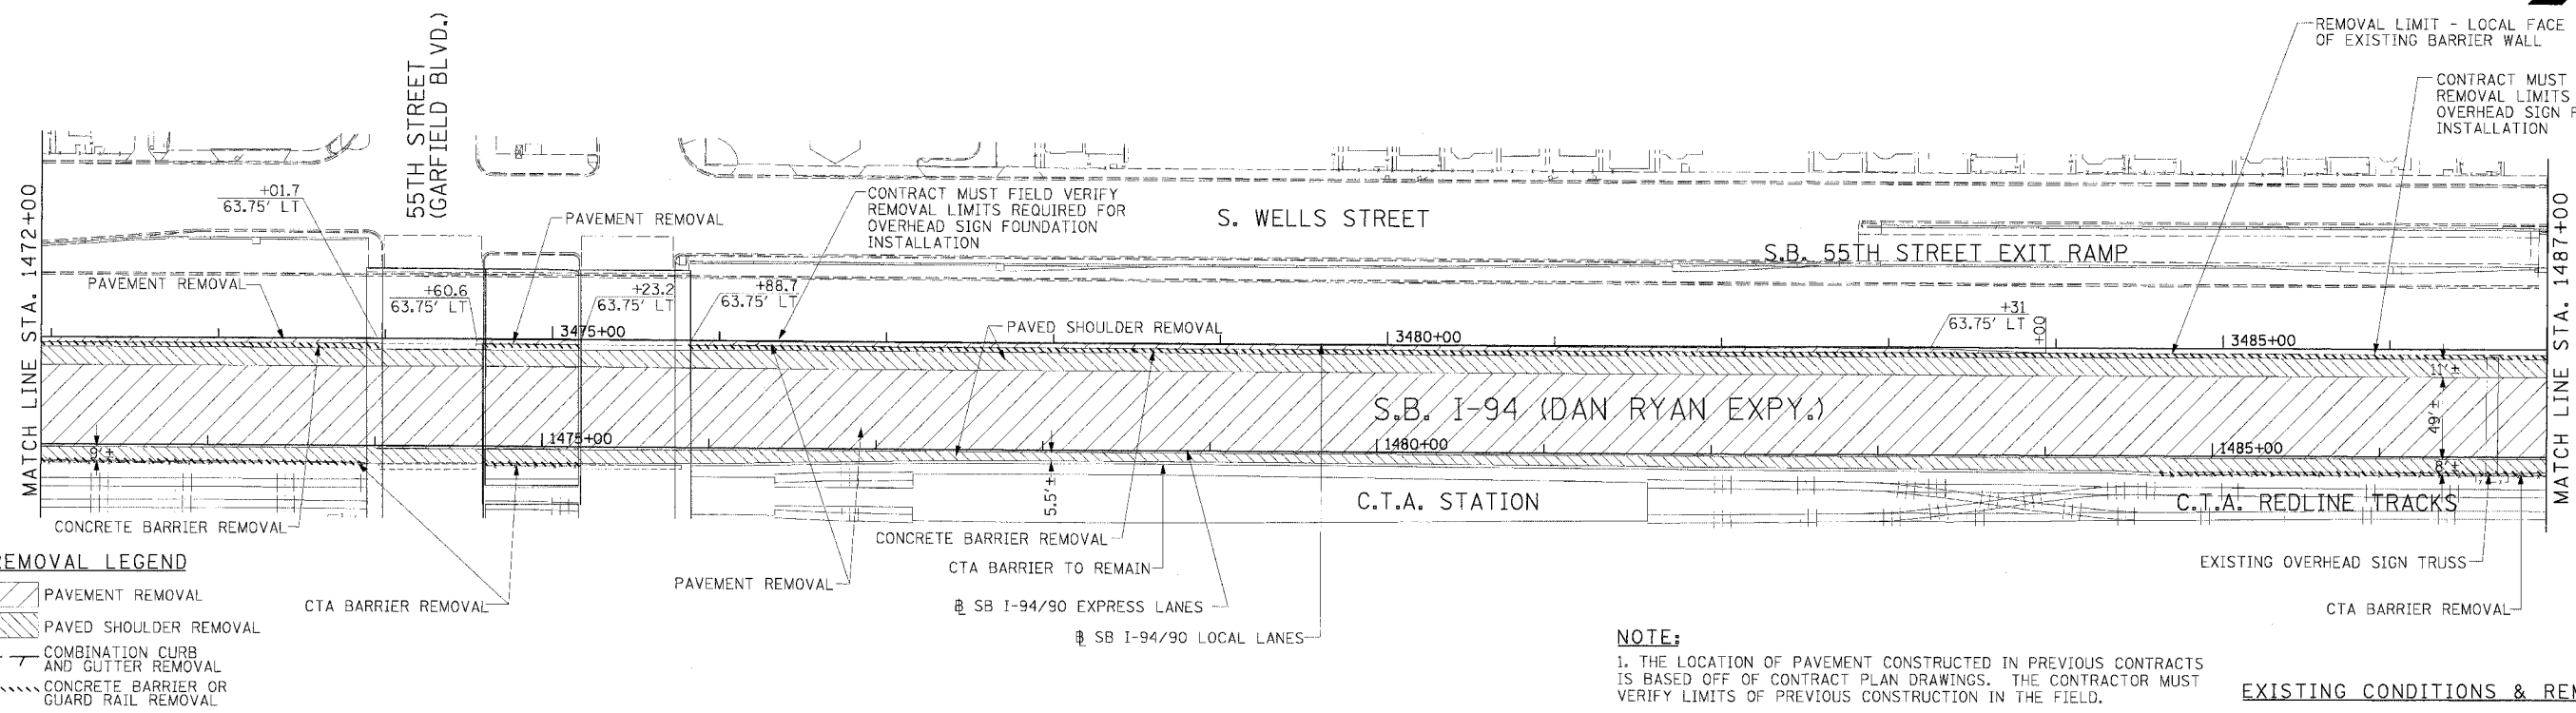 REMOVAL LIMIT - LOCAL FACE
OF EXISTING BARRIER WALL
CONTRACT MUST
REMOVAL LIMITS
OVERHEAD SIGN
INSTALLATION
55TH STREET
(GARFIELD BLVD.)
MATCH LINE STA. 1472+00
+01.7
63.75' LT
PAVEMENT REMOVAL
CONTRACT MUST FIELD VERIFY
REMOVAL LIMITS REQUIRED FOR
OVERHEAD SIGN FOUNDATION
INSTALLATION
S. WELLS STREET
S.B. 55TH STREET EXIT RAMP
MATCH LINE STA. 1487+00
PAVEMENT REMOVAL
+60.6
63.75' LT
+23.2
63.75' LT
+88.7
63.75' LT
+31
63.75' LT
+00
3475+00
PAVED SHOULDER REMOVAL
3480+00
3485+00
11'±
S.B. I-94 (DAN RYAN EXPY.)
49'±
9'±
1475+00
1480+00
1485+00
8'±
5.5'±
C.T.A. STATION
C.T.A. REDLINE TRACKS
CONCRETE BARRIER REMOVAL
CONCRETE BARRIER REMOVAL
CTA BARRIER TO REMAIN
EXISTING OVERHEAD SIGN TRUSS
PAVEMENT REMOVAL
CTA BARRIER REMOVAL
SB I-94/90 EXPRESS LANES
CTA BARRIER REMOVAL
SB I-94/90 LOCAL LANES
REMOVAL LEGEND
PAVEMENT REMOVAL
PAVED SHOULDER REMOVAL
COMBINATION CURB
AND GUTTER REMOVAL
CONCRETE BARRIER OR
GUARD RAIL REMOVAL
NOTE:
1. THE LOCATION OF PAVEMENT CONSTRUCTED IN PREVIOUS CONTRACTS
IS BASED OFF OF CONTRACT PLAN DRAWINGS. THE CONTRACTOR MUST
VERIFY LIMITS OF PREVIOUS CONSTRUCTION IN THE FIELD.
EXISTING CONDITIONS & REM